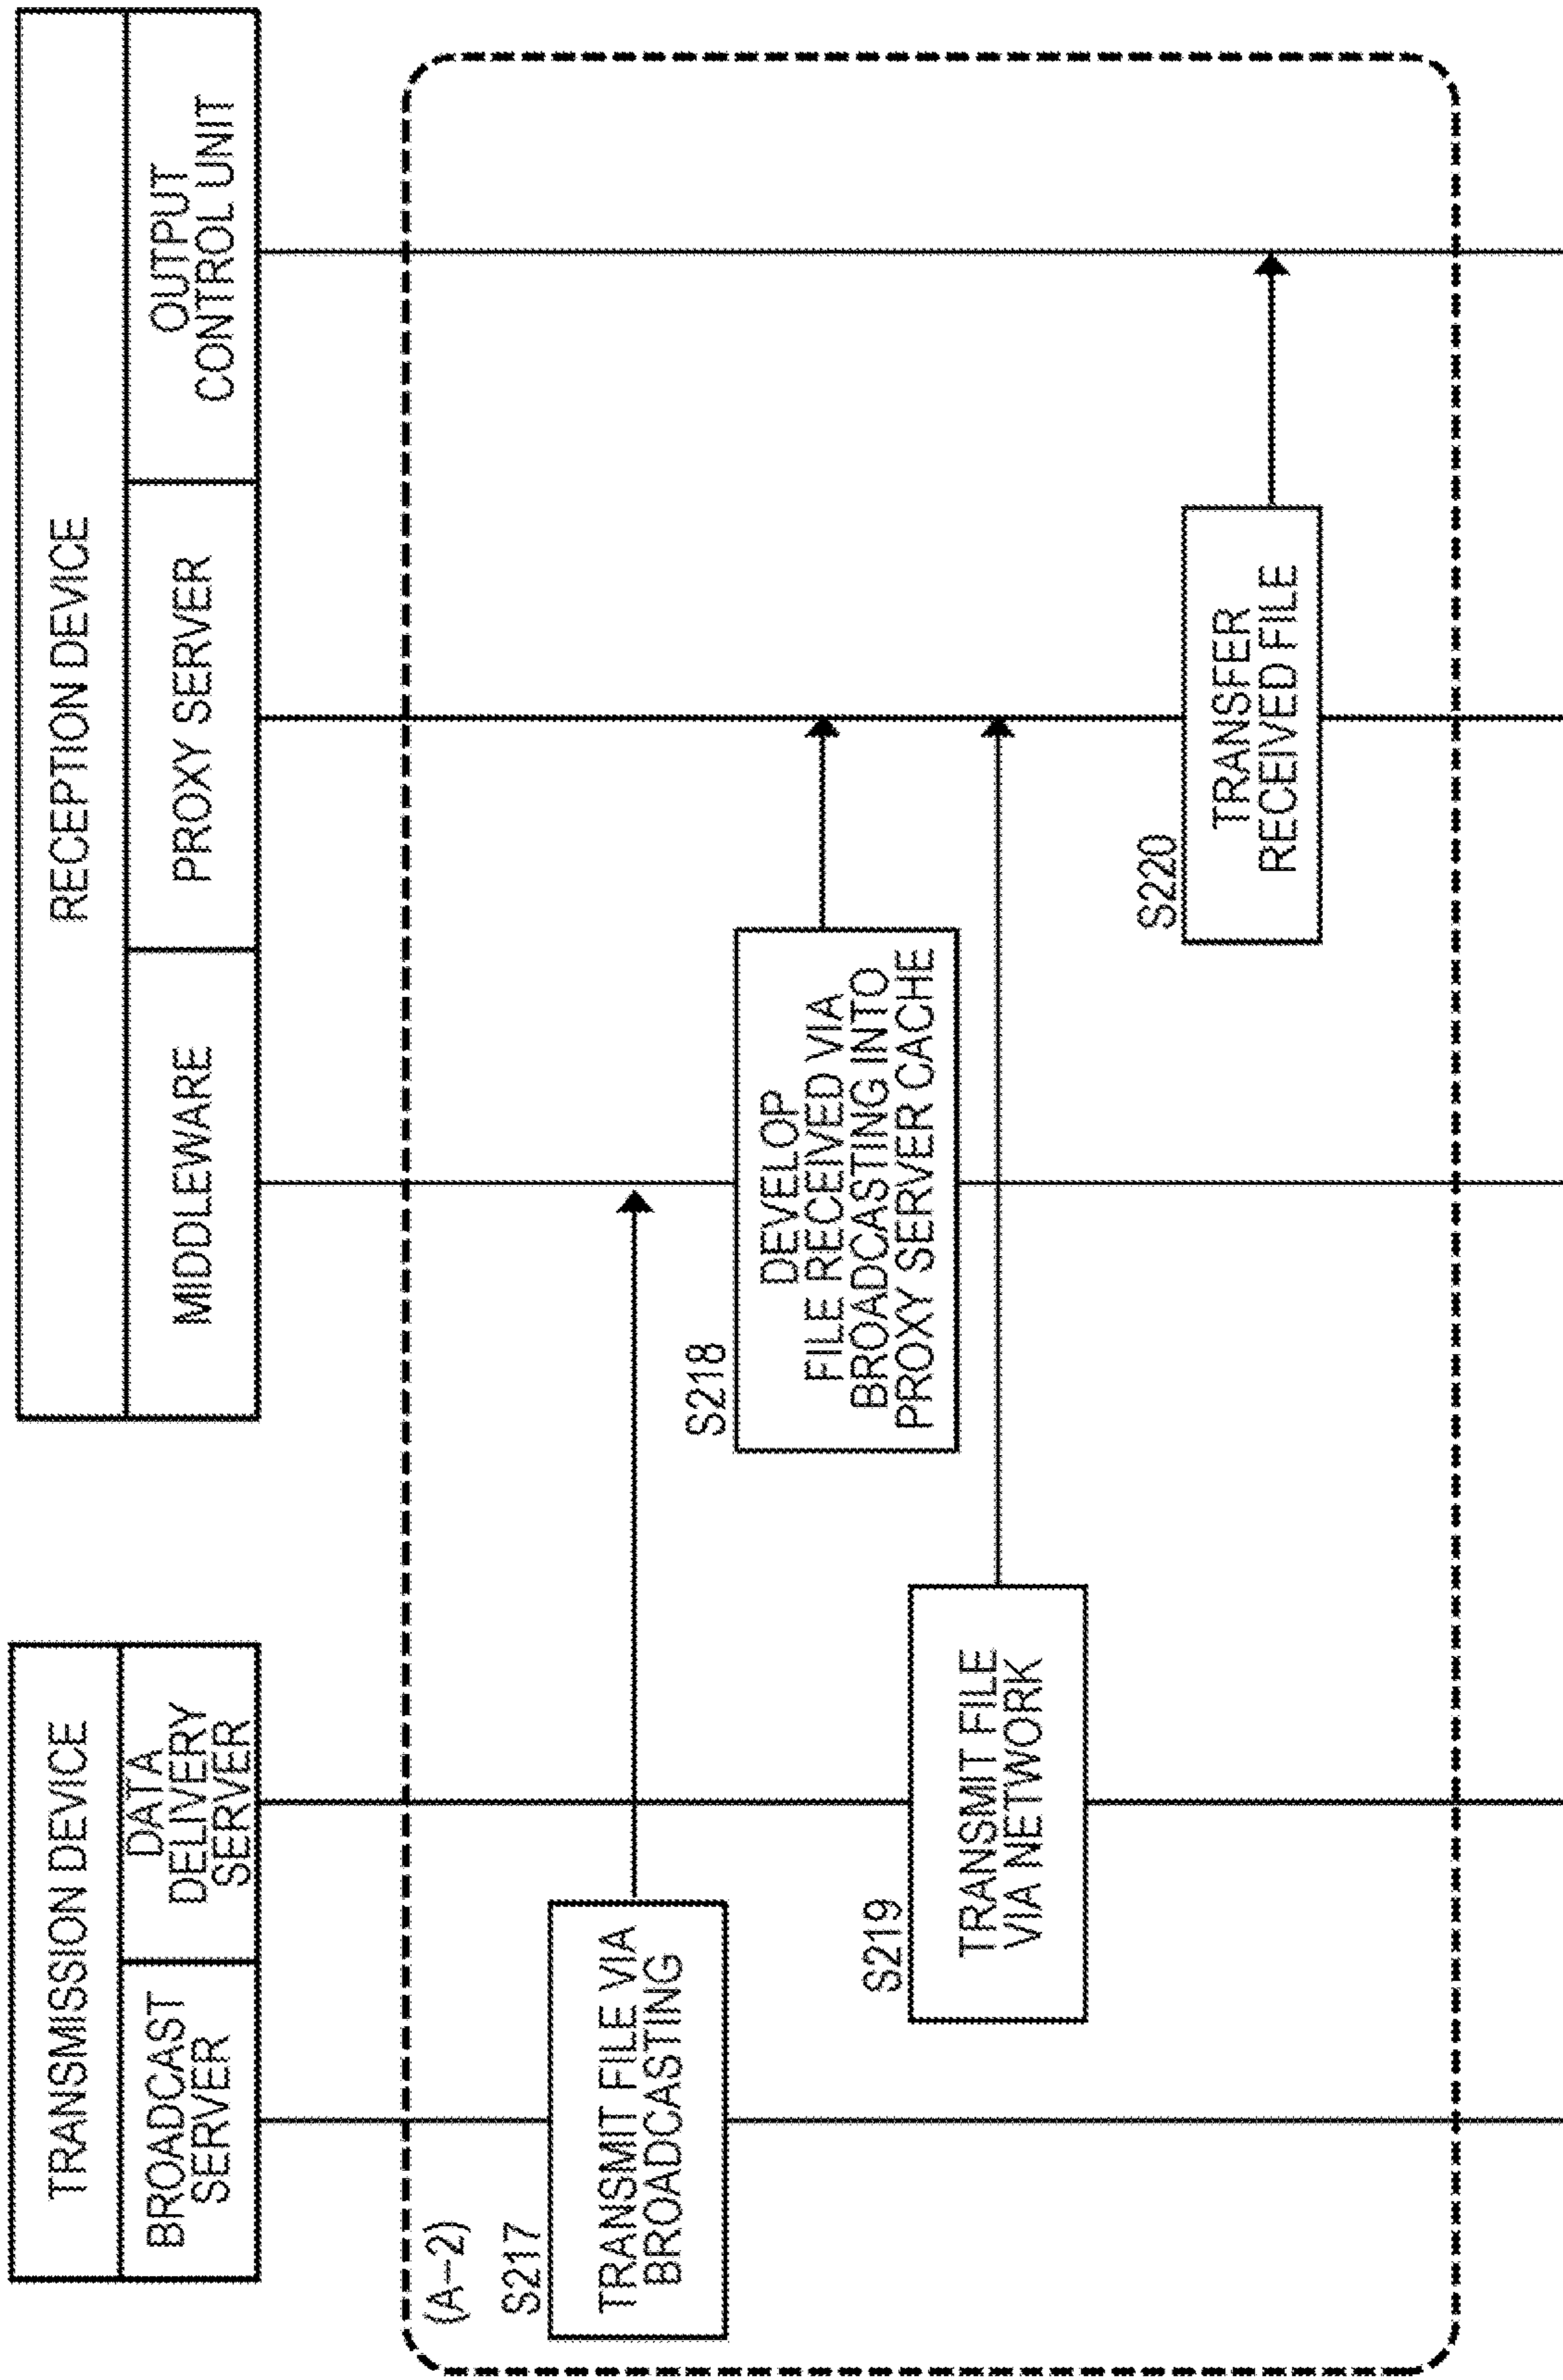 TRANSMISSION DEVICE
BROADCAST
SERVER
DATA
DELIVERY
SERVER
RECEPTION DEVICE
MIDDLEWARE
PROXY SERVER
OUTPUT
CONTROL UNIT
(A-2)
S217
TRANSMIT FILE VIA
BROADCASTING
S218
DEVELOP
FILE RECEIVED VIA
BROADCASTING INTO
PROXY SERVER CACHE
S219
TRANSMIT FILE
VIA NETWORK
S220
TRANSFER
RECEIVED FILE